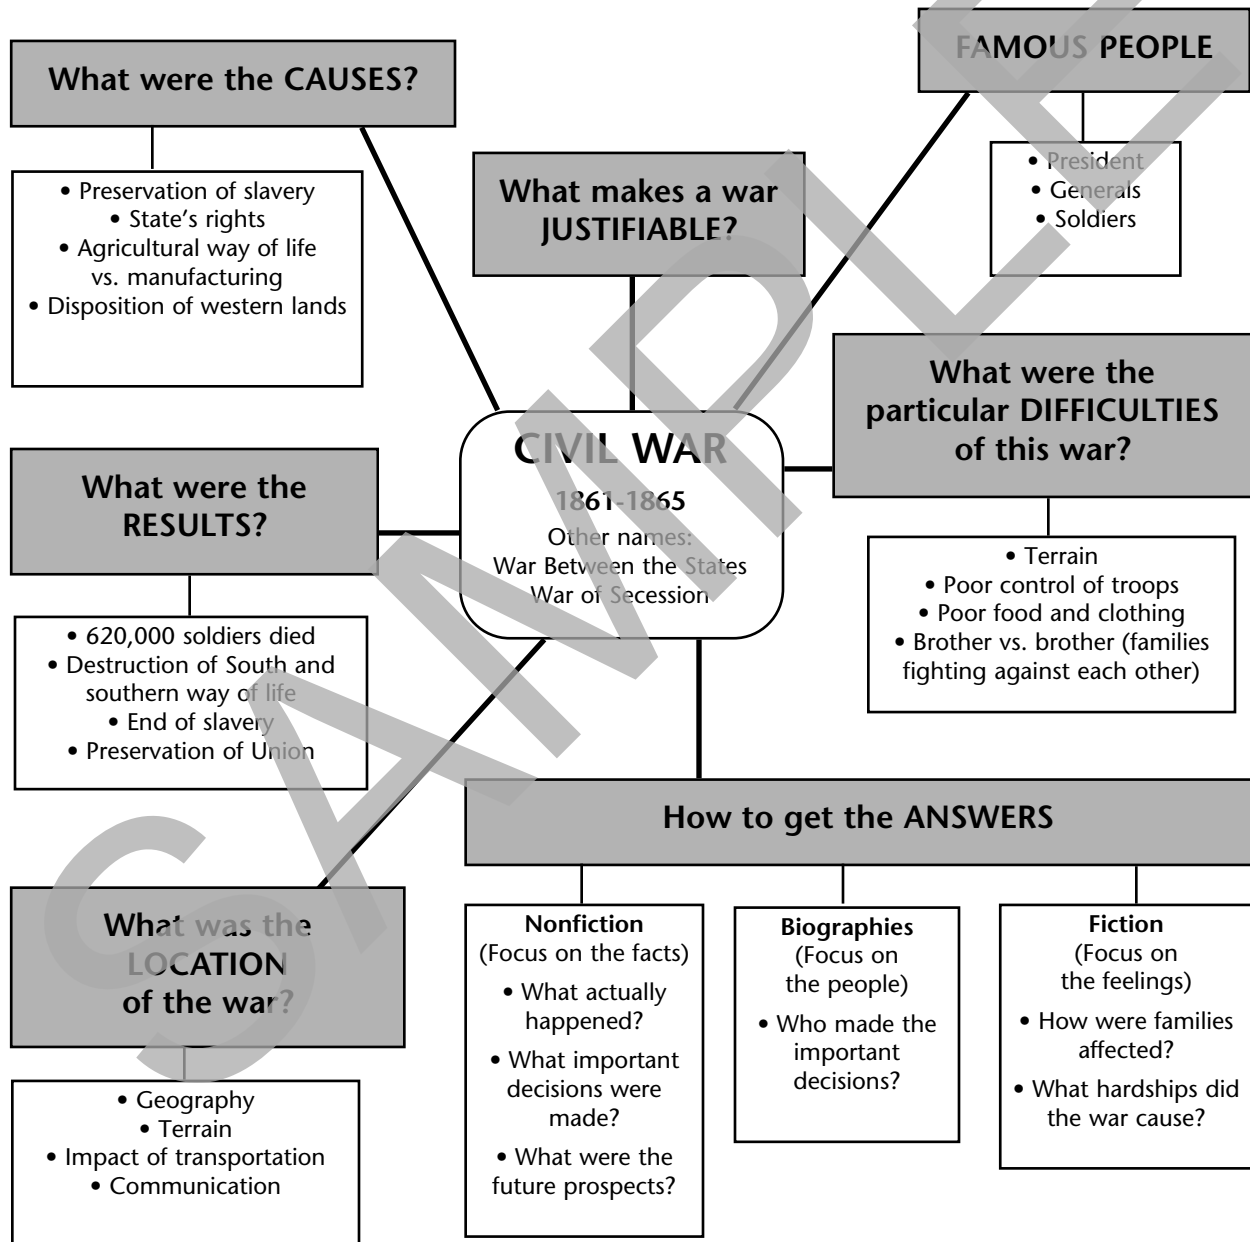 What were the CAUSES?
• Preservation of slavery
• State's rights
• Agricultural way of life
vs. manufacturing
• Disposition of western lands
What makes a war
JUSTIFIABLE?
FAMOUS PEOPLE
• President
• Generals
• Soldiers
CIVIL WAR
1861-1865
Other names:
War Between the States
War of Secession
What were the
particular DIFFICULTIES
of this war?
• Terrain
• Poor control of troops
• Poor food and clothing
• Brother vs. brother (families
fighting against each other)
What were the
RESULTS?
• 620,000 soldiers died
• Destruction of South and
southern way of life
• End of slavery
• Preservation of Union
What was the
LOCATION
of the war?
• Geography
• Terrain
• Impact of transportation
• Communication
How to get the ANSWERS
Nonfiction
(Focus on the facts)
• What actually
happened?
• What important
decisions were
made?
• What were the
future prospects?
Biographies
(Focus on
the people)
• Who made the
important
decisions?
Fiction
(Focus on
the feelings)
• How were families
affected?
• What hardships did
the war cause?
SAMPLE